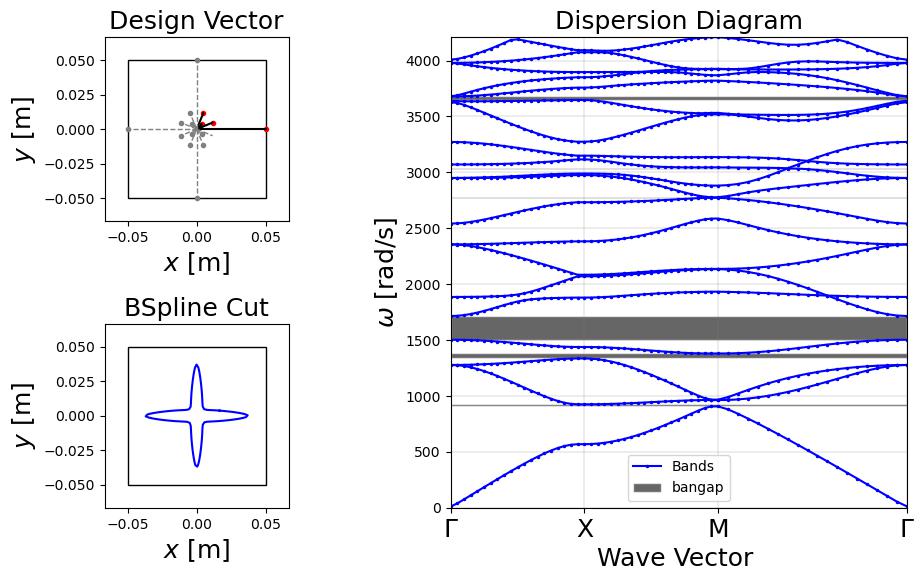 Design Vector
0.050
0.025
0.000
−0.025
−0.050
y [m]
−0.05
0.00
0.05
x [m]
BSpline Cut
0.050
0.025
0.000
−0.025
−0.050
y [m]
−0.05
0.00
0.05
x [m]
Dispersion Diagram
4000
3500
3000
2500
2000
1500
1000
500
0
ω [rad/s]
Bands
bangap
Γ
X
M
Γ
Wave Vector